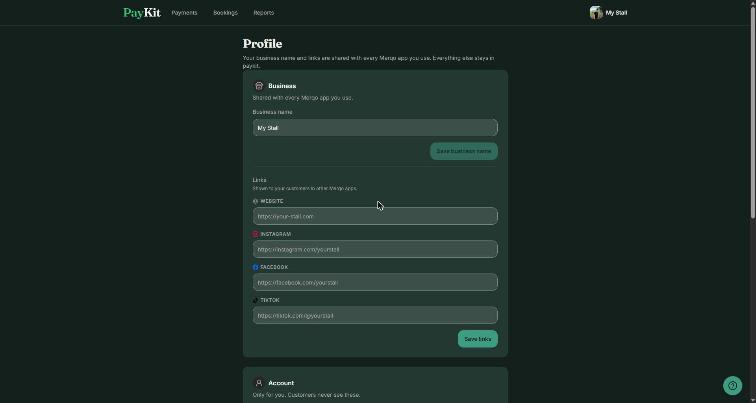 PayKit
Payments
Bookings
Reports
My Stall
Profile
Your business name and links are shared with every Merqo app you use. Everything else stays in
paykit.
Business
Shared with every Merqo app you use.
Business name
My Stall
Save business name
Links
Shown to your customers in other Merqo apps.
WEBSITE
https://your-stall.com
INSTAGRAM
https://instagram.com/yourstall
FACEBOOK
https://facebook.com/yourstall
TIKTOK
https://tiktok.com/@yourstall
Save links
Account
Only for you. Customers never see these.